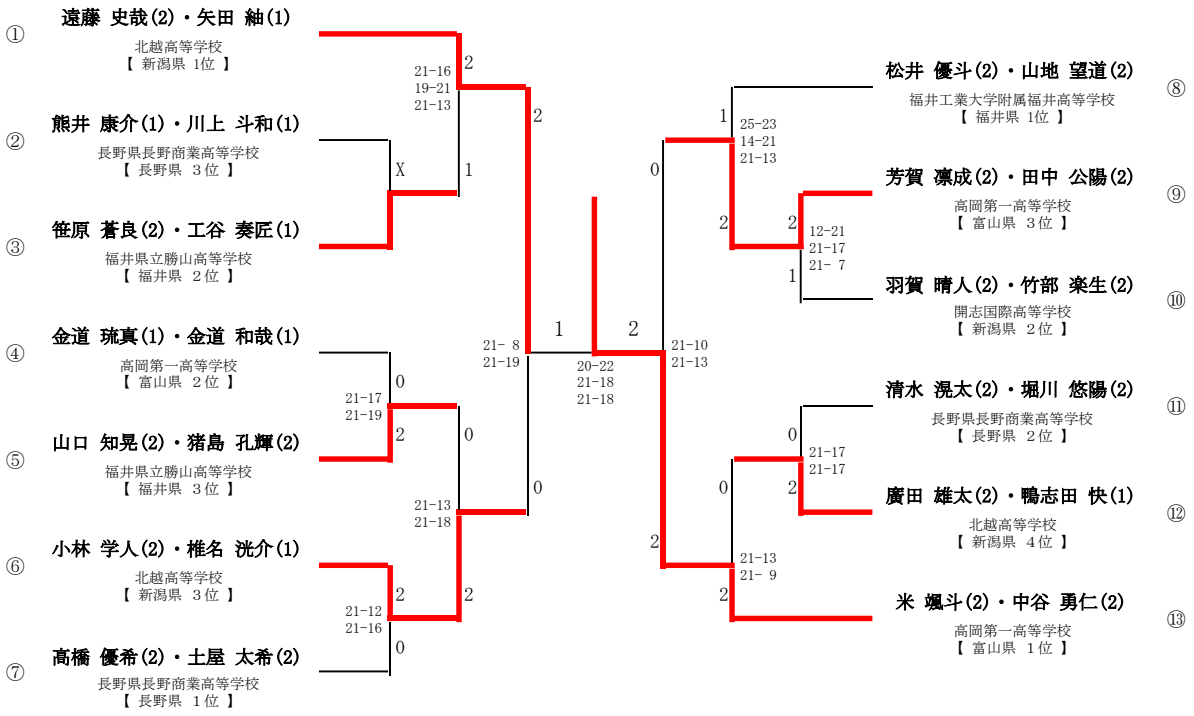 ① 遠藤 史哉(2)・矢田 紬(1)
北越高等学校
【 新潟県 1位 】
② 熊井 康介(1)・川上 斗和(1)
長野県長野商業高等学校
【 長野県 3位 】
③ 笹原 蒼良(2)・工谷 奏匠(1)
福井県立勝山高等学校
【 福井県 2位 】
④ 金道 琉真(1)・金道 和哉(1)
高岡第一高等学校
【 富山県 2位 】
⑤ 山口 知晃(2)・猪島 孔輝(2)
福井県立勝山高等学校
【 福井県 3位 】
⑥ 小林 学人(2)・椎名 洸介(1)
北越高等学校
【 新潟県 3位 】
⑦ 高橋 優希(2)・土屋 太希(2)
長野県長野商業高等学校
【 長野県 1位 】
2
21-16
19-21
21-13
1
X
0
21-17
21-19
2
0
21-13
21-18
2
2
21-12
21-16
0
2
21- 8
21-19
0
1
2
20-22
21-18
21-18
0
21-10
21-13
2
1
25-23
14-21
21-13
2
2
12-21
21-17
21- 7
1
0
21-17
21-17
2
0
21-13
21- 9
2
松井 優斗(2)・山地 望道(2) ⑧
福井工業大学附属福井高等学校
【 福井県 1位 】
芳賀 凛成(2)・田中 公陽(2) ⑨
高岡第一高等学校
【 富山県 3位 】
羽賀 晴人(2)・竹部 楽生(2) ⑩
開志国際高等学校
【 新潟県 2位 】
清水 滉太(2)・堀川 悠陽(2) ⑪
長野県長野商業高等学校
【 長野県 2位 】
廣田 雄太(2)・鴨志田 快(1) ⑫
北越高等学校
【 新潟県 4位 】
米 颯斗(2)・中谷 勇仁(2) ⑬
高岡第一高等学校
【 富山県 1位 】